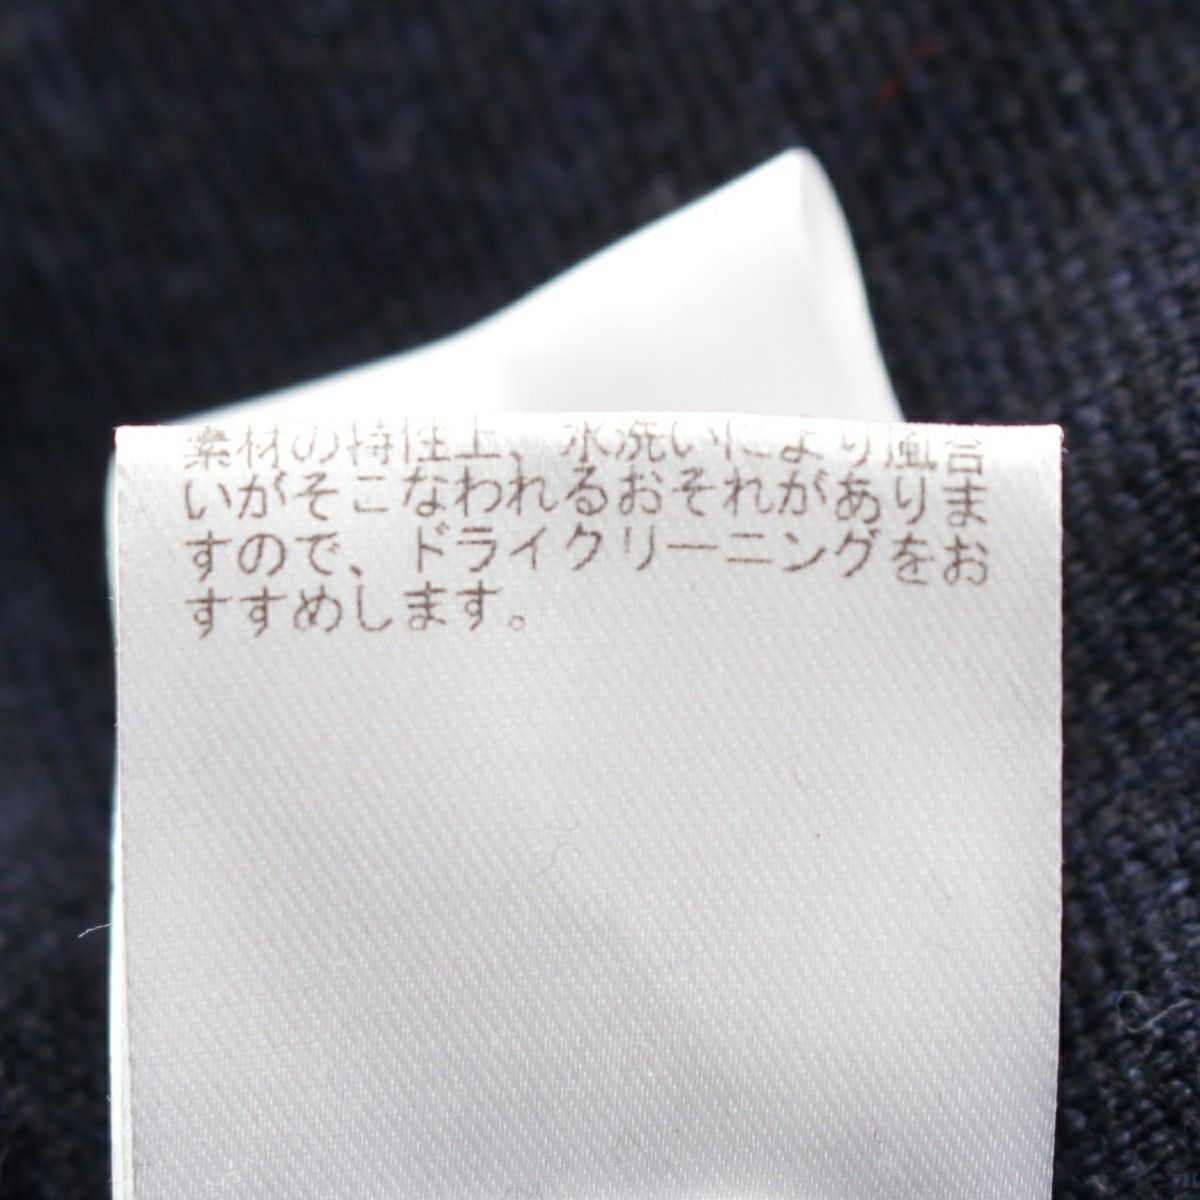 素材の特性上、水洗いにより風合
いがそこなわれるおそれがありま
すので、ドライクリーニングをお
すすめします。